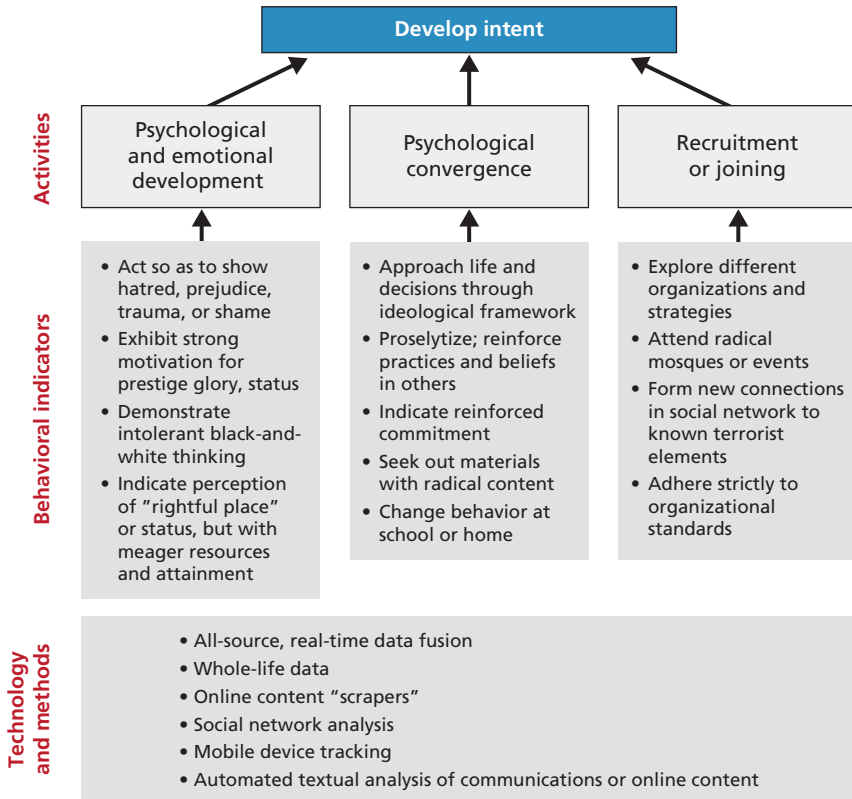 Develop intent
Activities
Psychological
and emotional
development
Psychological
convergence
Recruitment
or joining
Behavioral indicators
• Act so as to show
hatred, prejudice,
trauma, or shame
• Exhibit strong
motivation for
prestige glory, status
• Demonstrate
intolerant black-and-
white thinking
• Indicate perception
of ”rightful place”
or status, but with
meager resources
and attainment
• Approach life and
decisions through
ideological framework
• Proselytize; reinforce
practices and beliefs
in others
• Indicate reinforced
commitment
• Seek out materials
with radical content
• Change behavior at
school or home
• Explore different
organizations and
strategies
• Attend radical
mosques or events
• Form new connections
in social network to
known terrorist
elements
• Adhere strictly to
organizational
standards
Technology
and methods
• All-source, real-time data fusion
• Whole-life data
• Online content “scrapers”
• Social network analysis
• Mobile device tracking
• Automated textual analysis of communications or online content